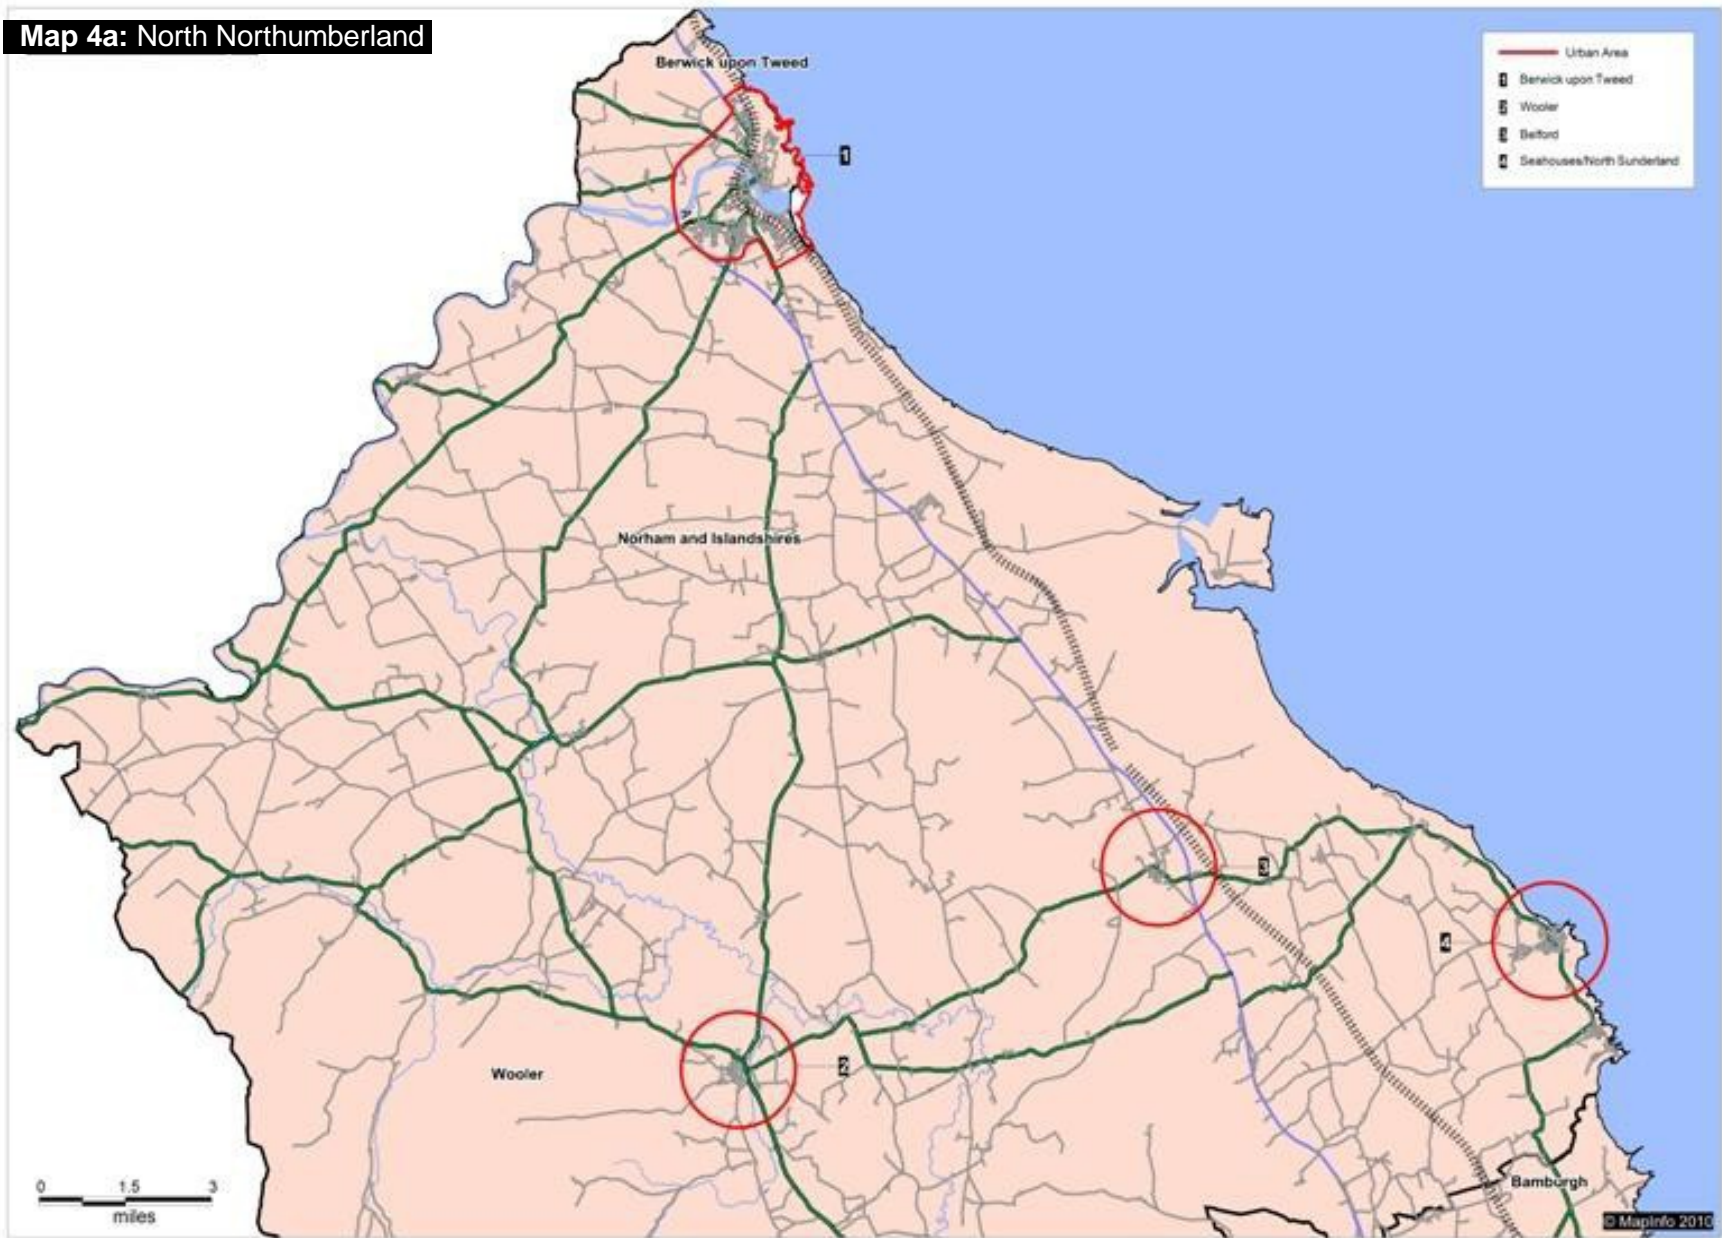 Map 4a: North Northumberland
Berwick upon Tweed
Urban Area
1 Berwick upon Tweed
2 Wooler
3 Belford
4 Seahouses/North Sunderland
1
Norham and Islandshires
3
4
Wooler
2
Bamburgh
0 1.5 3
miles
© MapInfo 2010